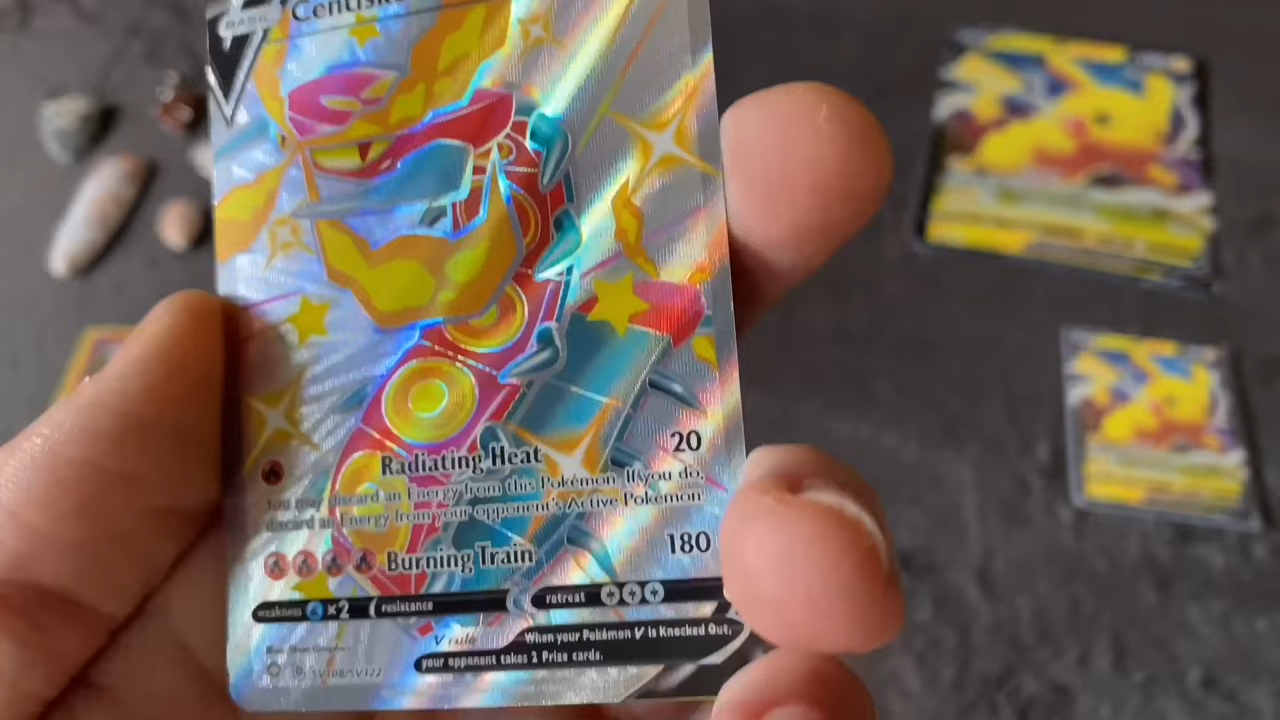 BASIC
Centisk
Radiating Heat 20
You may discard an Energy from this Pokémon. If you do,
discard an Energy from your opponent's Active Pokémon
Burning Train 180
weakness ×2 resistance retreat
V rule When your Pokémon V is Knocked Out,
your opponent takes 2 Prize cards.
SV108/SV122